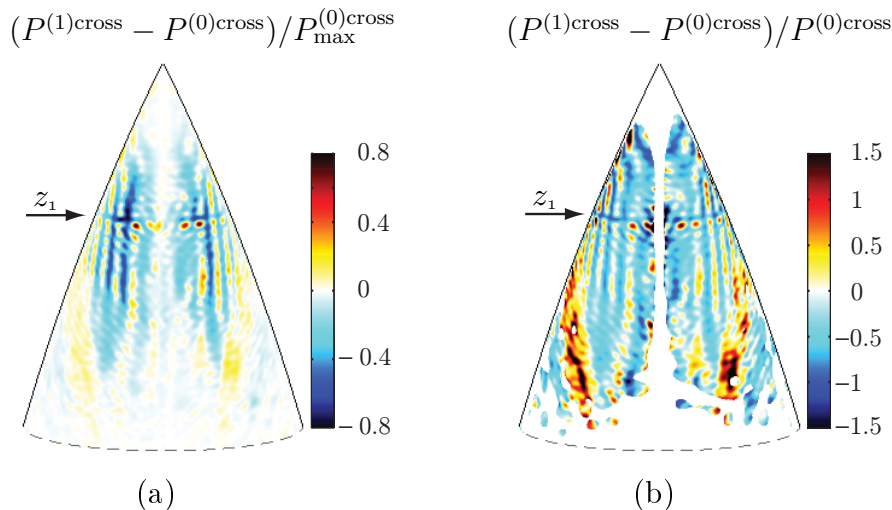 (P^(1)cross − P^(0)cross)/P_max^(0)cross
(P^(1)cross − P^(0)cross)/P^(0)cross
z₁
0.8
0.4
0
−0.4
−0.8
z₁
1.5
1
0.5
0
−0.5
−1
−1.5
(a)
(b)